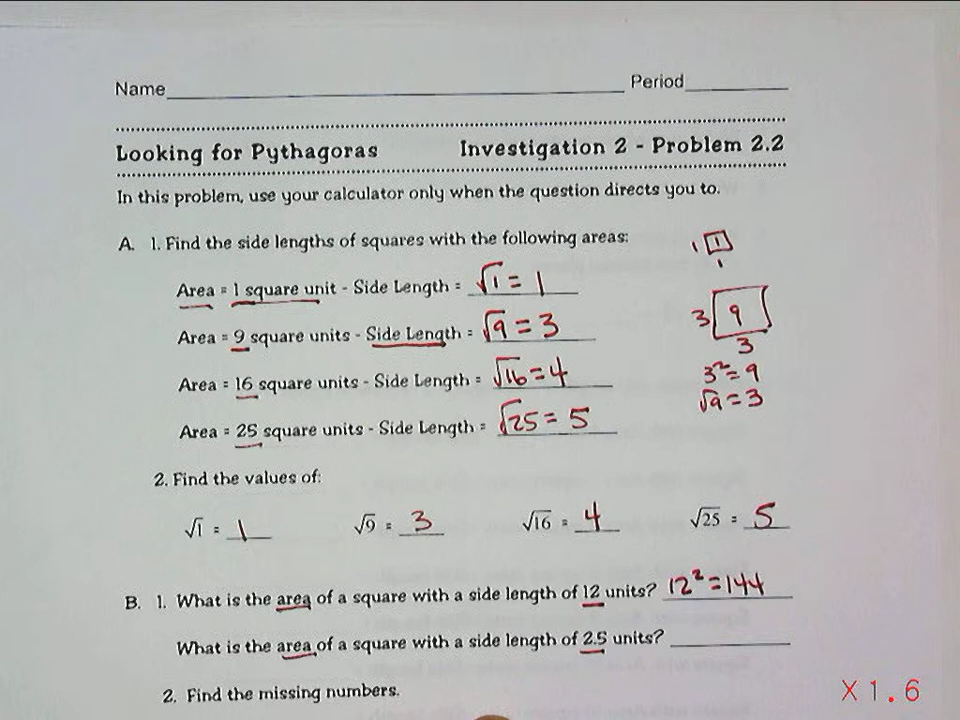 Name____ Period____
Looking for Pythagoras Investigation 2 - Problem 2.2
In this problem, use your calculator only when the question directs you to.
A. 1. Find the side lengths of squares with the following areas:
1 1
1
Area = 1 square unit - Side Length = √1 = 1
Area = 9 square units - Side Length = √9 = 3
3 9
3
Area = 16 square units - Side Length = √16 = 4
3² = 9
√9 = 3
Area = 25 square units - Side Length = √25 = 5
2. Find the values of:
√1 = 1 √9 = 3 √16 = 4 √25 = 5
B. 1. What is the area of a square with a side length of 12 units? 12² = 144
What is the area of a square with a side length of 2.5 units? ____
2. Find the missing numbers.
X 1.6